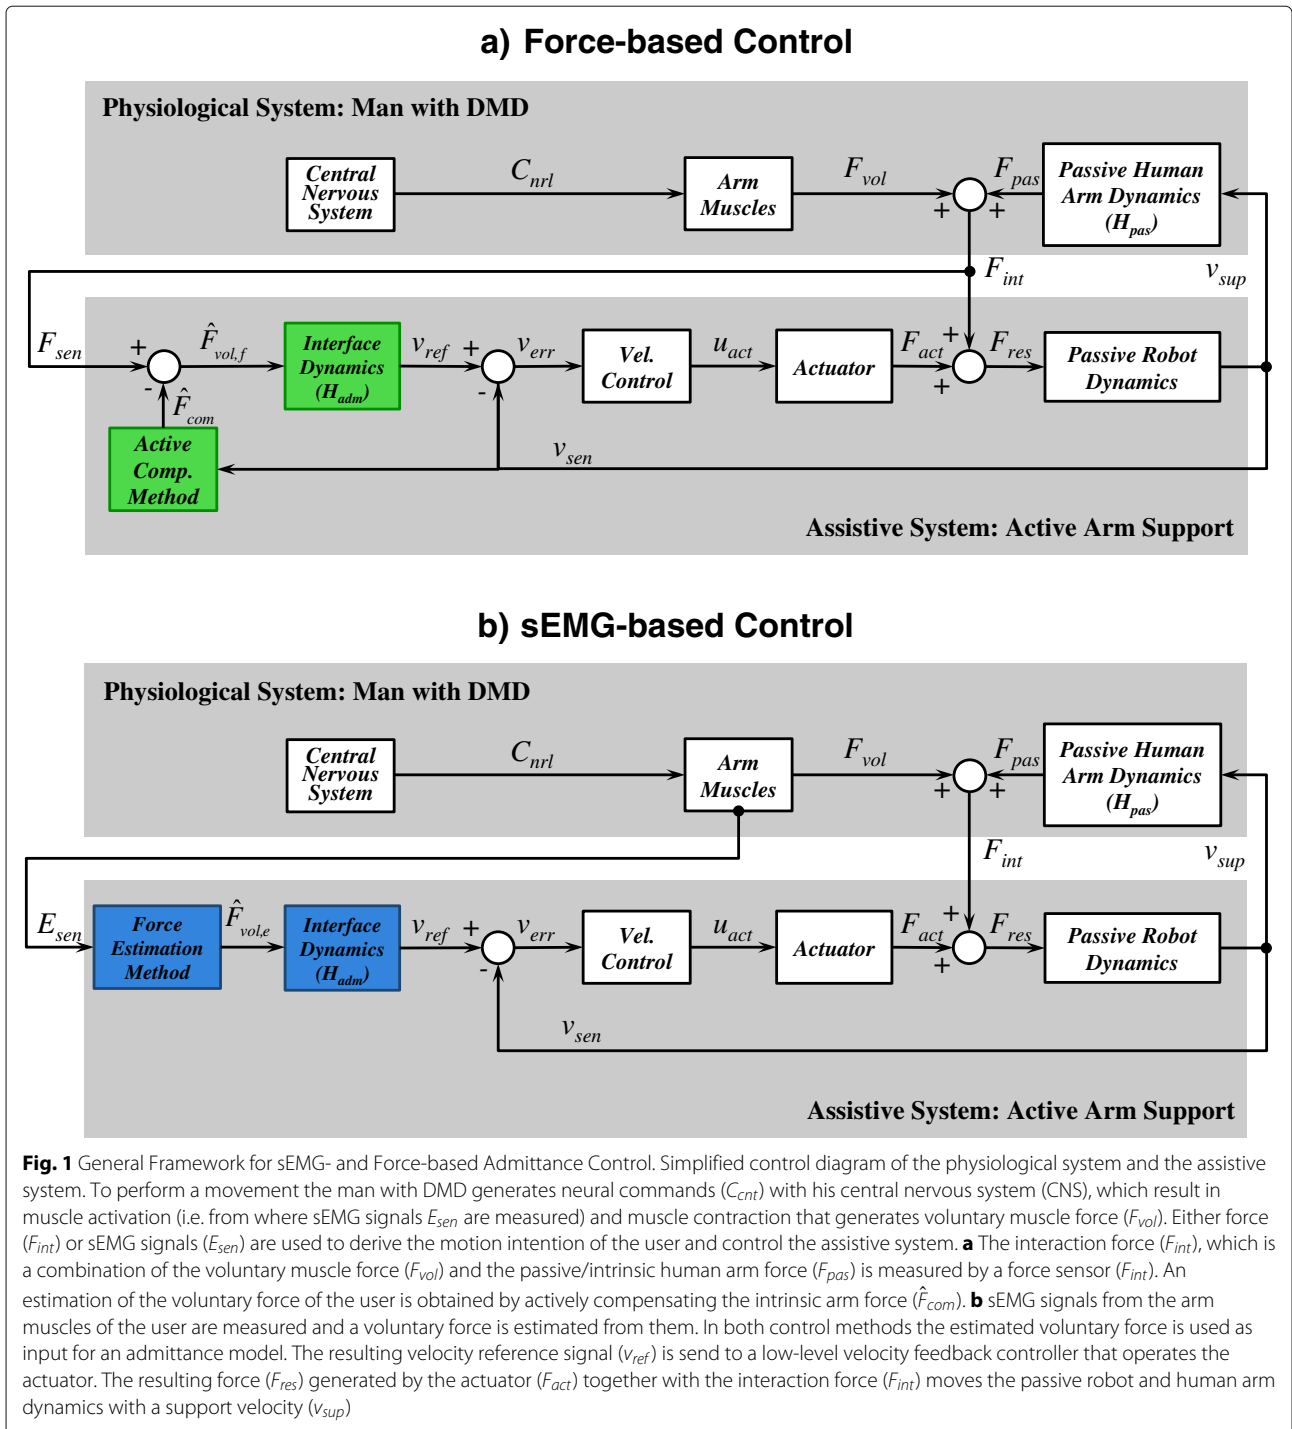 a) Force-based Control
Physiological System: Man with DMD
Central
Nervous
System
C_nrl
Arm
Muscles
F_vol
F_pas
Passive Human
Arm Dynamics
(H_pas)
+
+
F_int
v_sup
F_sen
+
-
F̂_vol,f
Interface
Dynamics
(H_adm)
v_ref
+
-
v_err
Vel.
Control
u_act
Actuator
F_act
+
+
F_res
Passive Robot
Dynamics
F̂_com
Active
Comp.
Method
v_sen
Assistive System: Active Arm Support
b) sEMG-based Control
Physiological System: Man with DMD
Central
Nervous
System
C_nrl
Arm
Muscles
F_vol
F_pas
Passive Human
Arm Dynamics
(H_pas)
+
+
F_int
v_sup
E_sen
Force
Estimation
Method
F̂_vol,e
Interface
Dynamics
(H_adm)
v_ref
+
-
v_err
Vel.
Control
u_act
Actuator
F_act
+
+
F_res
Passive Robot
Dynamics
v_sen
Assistive System: Active Arm Support
Fig. 1 General Framework for sEMG- and Force-based Admittance Control. Simplified control diagram of the physiological system and the assistive
system. To perform a movement the man with DMD generates neural commands (C_cnt) with his central nervous system (CNS), which result in
muscle activation (i.e. from where sEMG signals E_sen are measured) and muscle contraction that generates voluntary muscle force (F_vol). Either force
(F_int) or sEMG signals (E_sen) are used to derive the motion intention of the user and control the assistive system. a The interaction force (F_int), which is
a combination of the voluntary muscle force (F_vol) and the passive/intrinsic human arm force (F_pas) is measured by a force sensor (F_int). An
estimation of the voluntary force of the user is obtained by actively compensating the intrinsic arm force (F̂_com). b sEMG signals from the arm
muscles of the user are measured and a voluntary force is estimated from them. In both control methods the estimated voluntary force is used as
input for an admittance model. The resulting velocity reference signal (v_ref) is send to a low-level velocity feedback controller that operates the
actuator. The resulting force (F_res) generated by the actuator (F_act) together with the interaction force (F_int) moves the passive robot and human arm
dynamics with a support velocity (v_sup)